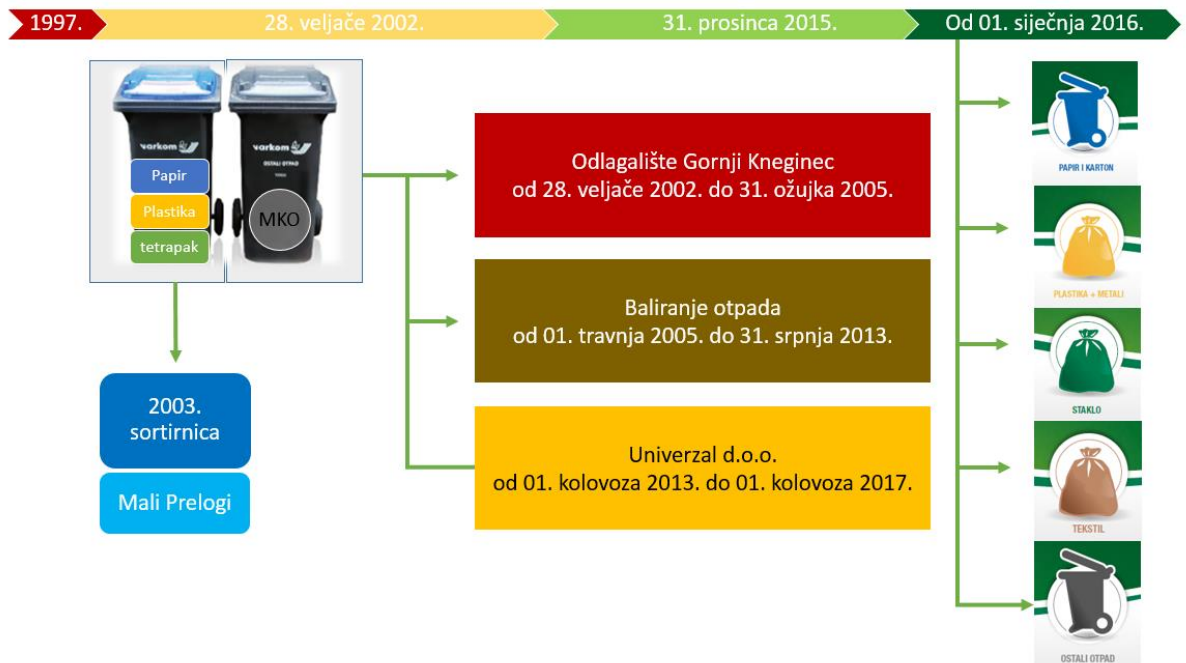 1997.
28. veljače 2002.
31. prosinca 2015.
Od 01. siječnja 2016.
varkom
Papir
Plastika
tetrapak
varkom
OSTALI OTPAD
MKO
2003.
sortirnica
Mali Prelogi
Odlagalište Gornji Kneginec
od 28. veljače 2002. do 31. ožujka 2005.
Baliranje otpada
od 01. travnja 2005. do 31. srpnja 2013.
Univerzal d.o.o.
od 01. kolovoza 2013. do 01. kolovoza 2017.
PAPIR I KARTON
PLASTIKA + METALI
STAKLO
TEKSTIL
OSTALI OTPAD